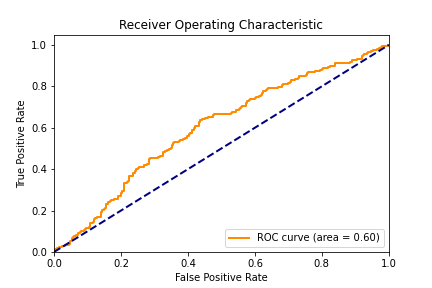 Receiver Operating Characteristic
1.0
0.8
0.6
0.4
0.2
0.0
True Positive Rate
ROC curve (area = 0.60)
0.0 0.2 0.4 0.6 0.8 1.0
False Positive Rate